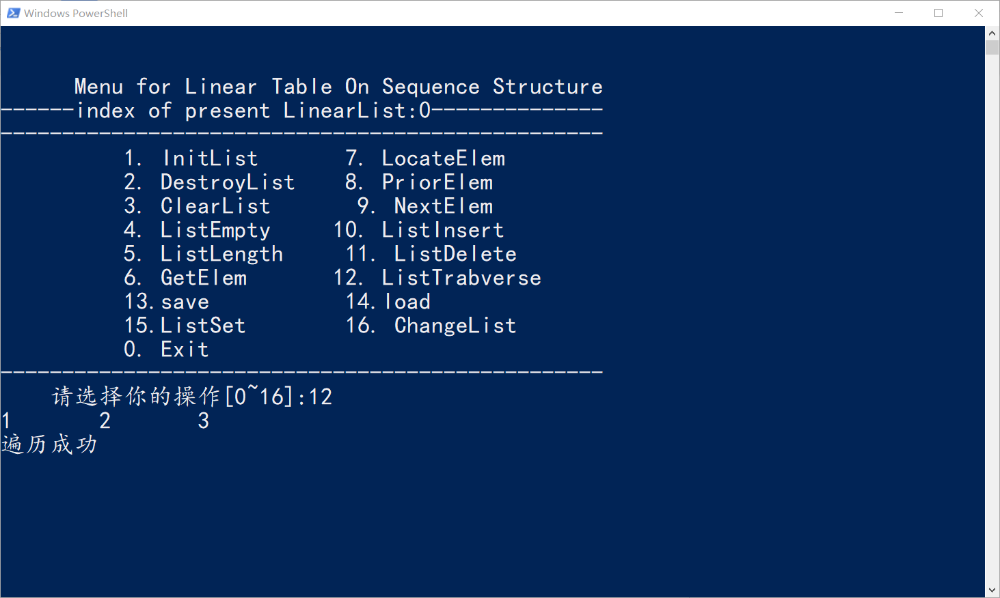 Windows PowerShell
Menu for Linear Table On Sequence Structure
------index of present LinearList:0--------------
-------------------------------------------------
1. InitList 7. LocateElem
2. DestroyList 8. PriorElem
3. ClearList 9. NextElem
4. ListEmpty 10. ListInsert
5. ListLength 11. ListDelete
6. GetElem 12. ListTrabverse
13.save 14.load
15.ListSet 16. ChangeList
0. Exit
-------------------------------------------------
请选择你的操作[0~16]:12
1 2 3
遍历成功